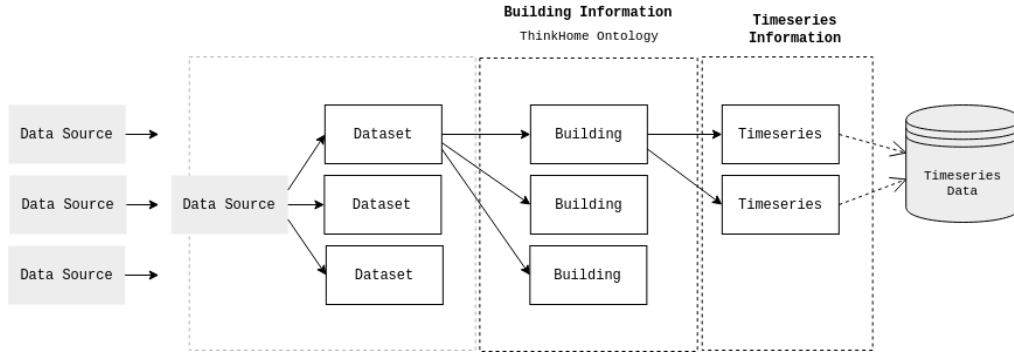 Building Information
ThinkHome Ontology
Timeseries
Information
Data Source
Dataset
Building
Timeseries
Data Source
Data Source
Dataset
Building
Timeseries
Timeseries
Data
Data Source
Dataset
Building